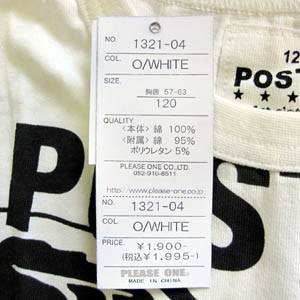 NO. 1321-04
COL. O/WHITE
SIZE. 胸囲 57-63
120
QUALITY.
<本体> 綿 100%
<附属> 綿 95%
ポリウレタン 5%
PLEASE ONE CO.,LTD.
052-910-6511
http://www.please-one.co.jp
NO. 1321-04
COL. O/WHITE
PRICE. ¥1,900-
(税込¥1,995-)
PLEASE ONE.
MADE IN CHINA
12
POST